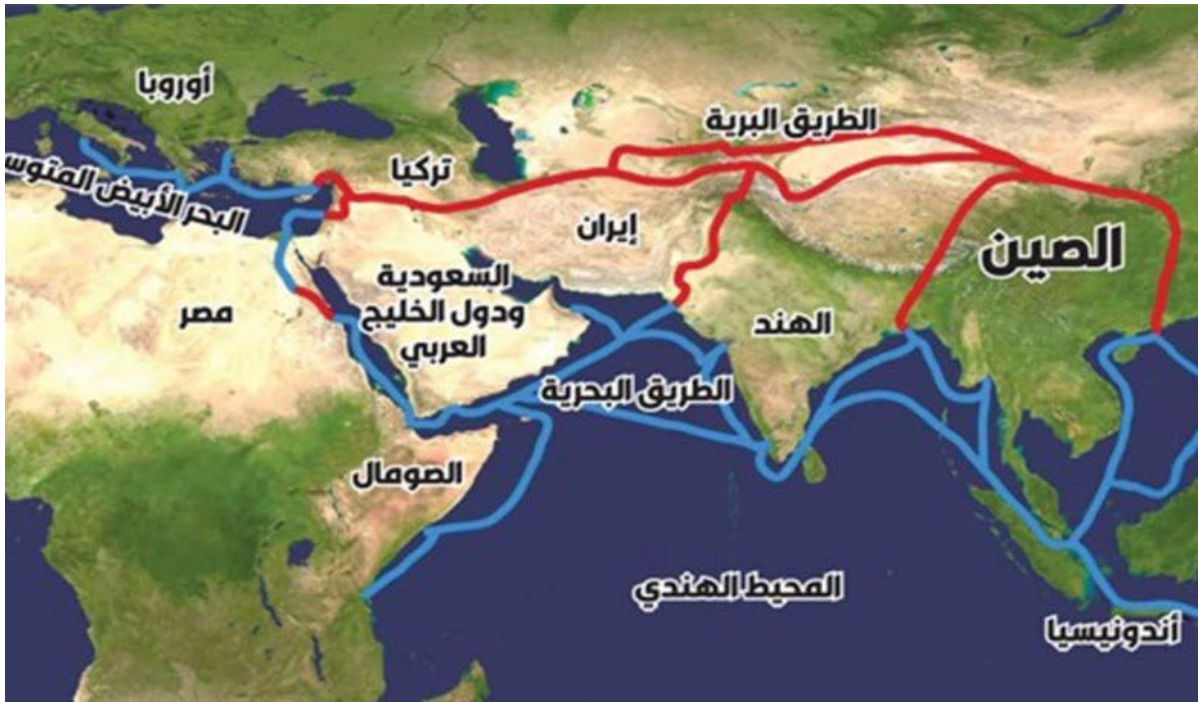 أوروبا
الطريق البرية
تركيا
البحر الأبيض المتوس
إيران
الصين
السعودية
ودول الخليج
العربي
مصر
الهند
الطريق البحرية
الصومال
المحيط الهندي
أندونيسيا